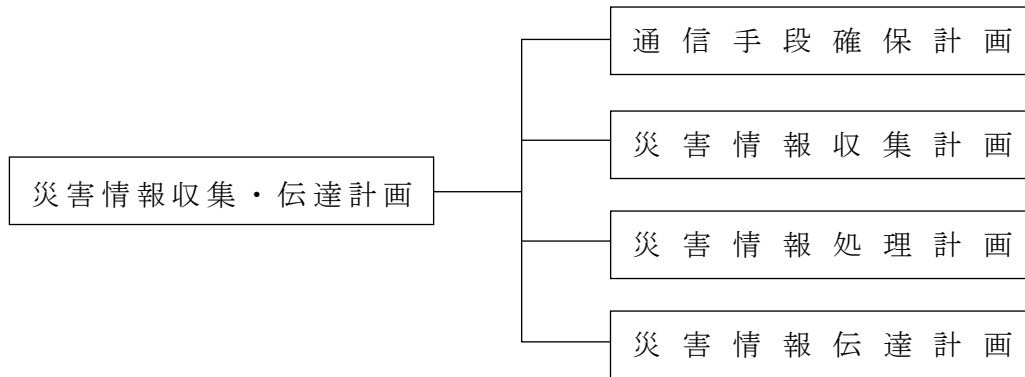 災害情報収集・伝達計画
通信手段確保計画
災害情報収集計画
災害情報処理計画
災害情報伝達計画